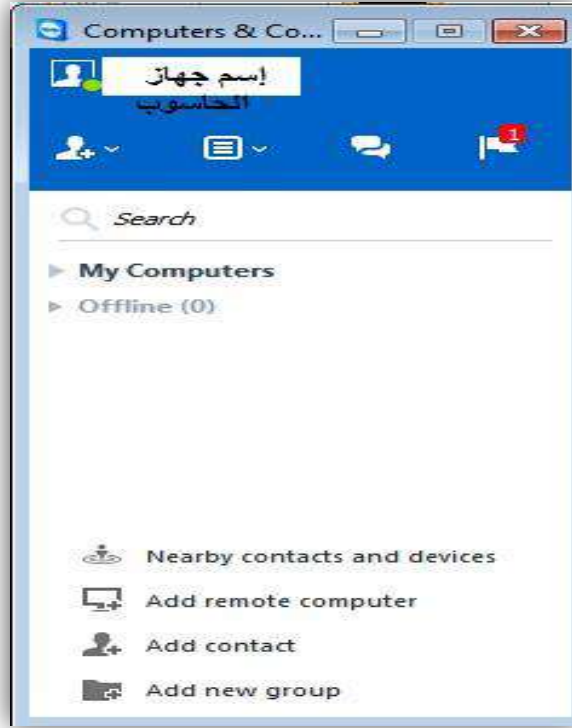 Computers & Co...
إسم جهاز
الحاسوب
1
Search
My Computers
Offline (0)
Nearby contacts and devices
Add remote computer
Add contact
Add new group